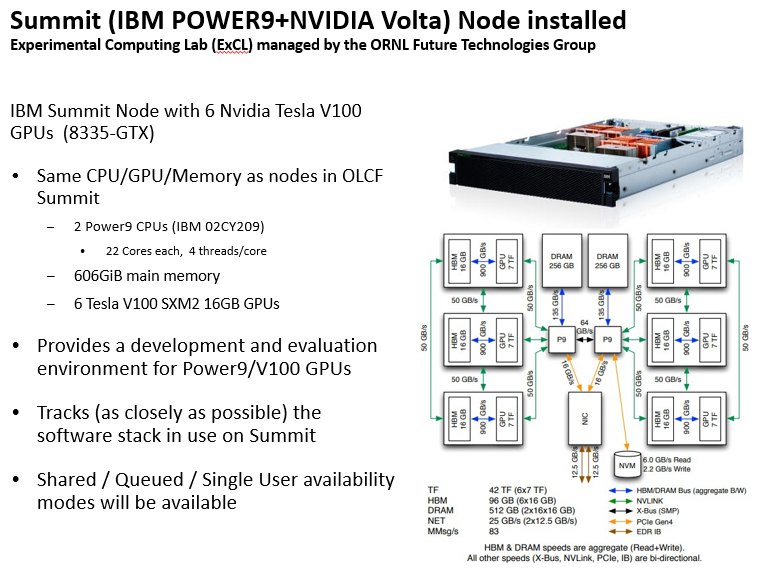 Summit (IBM POWER9+NVIDIA Volta) Node installed
Experimental Computing Lab (ExCL) managed by the ORNL Future Technologies Group
IBM Summit Node with 6 Nvidia Tesla V100
GPUs (8335-GTX)
• Same CPU/GPU/Memory as nodes in OLCF
Summit
– 2 Power9 CPUs (IBM 02CY209)
• 22 Cores each, 4 threads/core
– 606GiB main memory
– 6 Tesla V100 SXM2 16GB GPUs
• Provides a development and evaluation
environment for Power9/V100 GPUs
• Tracks (as closely as possible) the
software stack in use on Summit
• Shared / Queued / Single User availability
modes will be available
HBM
16 GB
900 GB/s
GPU
7 TF
DRAM
256 GB
DRAM
256 GB
HBM
16 GB
900 GB/s
GPU
7 TF
50 GB/s
50 GB/s
135 GB/s
135 GB/s
50 GB/s
50 GB/s
50 GB/s
HBM
16 GB
900 GB/s
GPU
7 TF
P9
64
GB/s
P9
HBM
16 GB
900 GB/s
GPU
7 TF
50 GB/s
50 GB/s
50 GB/s
16 GB/s
16 GB/s
50 GB/s
50 GB/s
HBM
16 GB
900 GB/s
GPU
7 TF
NIC
HBM
16 GB
900 GB/s
GPU
7 TF
12.5 GB/s
12.5 GB/s
NVM
6.0 GB/s Read
2.2 GB/s Write
TF 42 TF (6x7 TF)
HBM 96 GB (6x16 GB)
DRAM 512 GB (2x16x16 GB)
NET 25 GB/s (2x12.5 GB/s)
MMsg/s 83
HBM/DRAM Bus (aggregate B/W)
NVLINK
X-Bus (SMP)
PCIe Gen4
EDR IB
HBM & DRAM speeds are aggregate (Read+Write).
All other speeds (X-Bus, NVLink, PCIe, IB) are bi-directional.